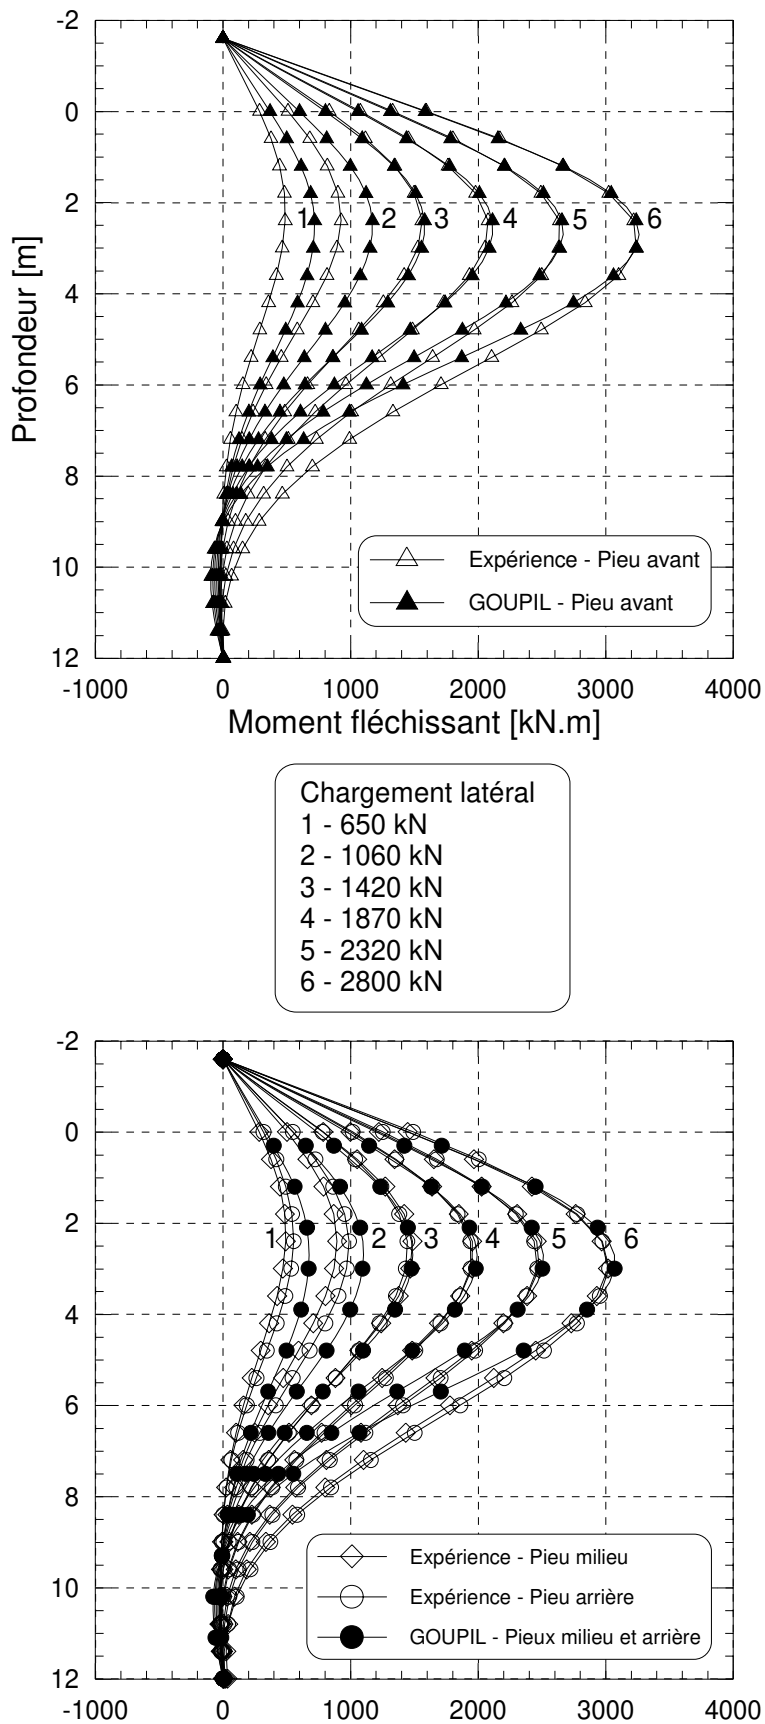 -2
0
2
4
6
8
10
12
Profondeur [m]
1 2 3 4 5 6
Expérience - Pieu avant
GOUPIL - Pieu avant
-1000 0 1000 2000 3000 4000
Moment fléchissant [kN.m]
Chargement latéral
1 - 650 kN
2 - 1060 kN
3 - 1420 kN
4 - 1870 kN
5 - 2320 kN
6 - 2800 kN
-2
0
2
4
6
8
10
12
1 2 3 4 5 6
Expérience - Pieu milieu
Expérience - Pieu arrière
GOUPIL - Pieux milieu et arrière
-1000 0 1000 2000 3000 4000